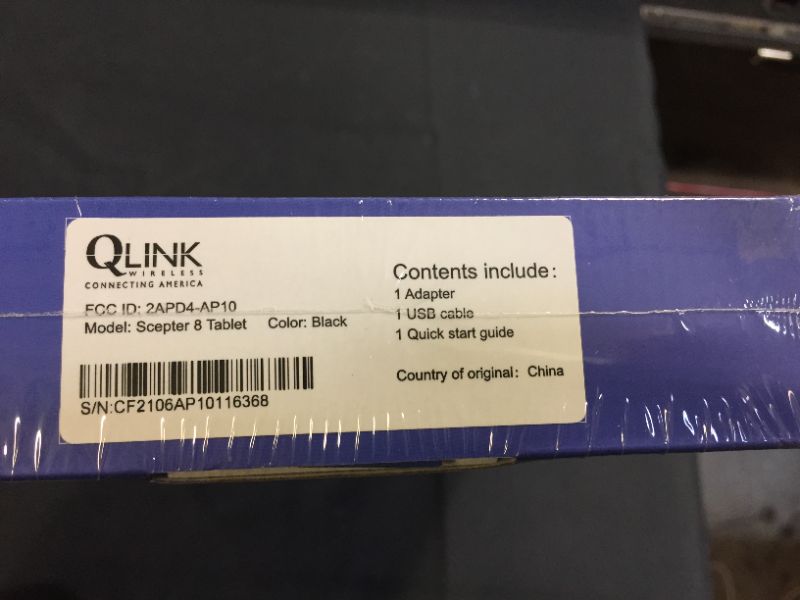 QLINK
WIRELESS
CONNECTING AMERICA
FCC ID: 2APD4-AP10
Model: Scepter 8 Tablet Color: Black
S/N:CF2106AP10116368
Contents include:
1 Adapter
1 USB cable
1 Quick start guide
Country of original: China